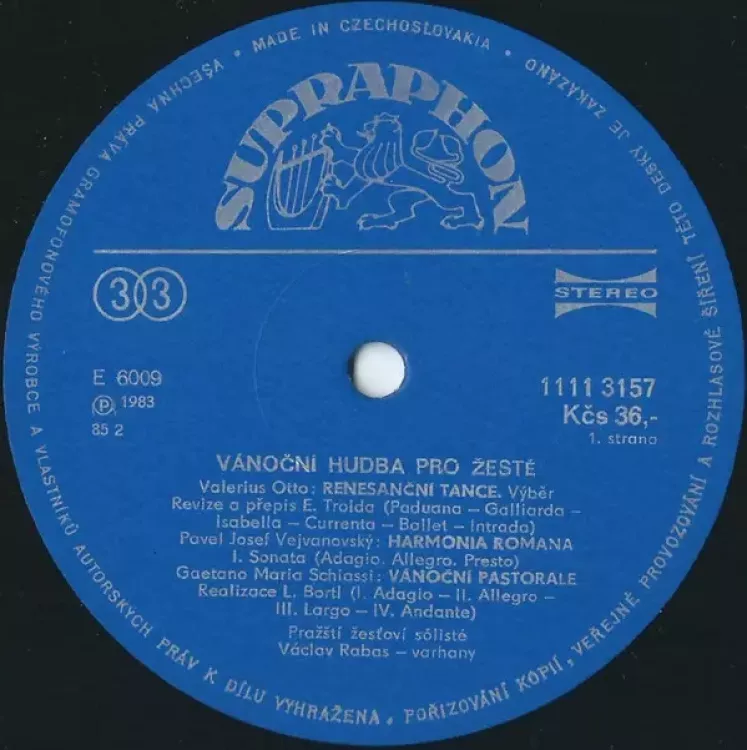 • MADE IN CZECHOSLOVAKIA •
VŠECHNA PRÁVA GRAMOFONOVÉHO VÝROBCE A VLASTNÍKŮ AUTORSKÝCH PRÁV K DÍLU VYHRAŽENA. POŘIZOVÁNÍ KOPIÍ, VEŘEJNÉ PROVOZOVÁNÍ A ROZHLASOVÉ ŠÍŘENÍ TÉTO DESKY JE ZAKÁZÁNO
SUPRAPHON
33
STEREO
E 6009
Ⓟ 1983
85 2
1111 3157
Kčs 36,-
1. strana
VÁNOČNÍ HUDBA PRO ŽESTĚ
Valerius Otto: RENESANČNÍ TANCE. Výběr
Revize a přepis E. Troida (Paduana – Galliarda –
Isabella – Currenta – Ballet – Intrada)
Pavel Josef Vejvanovský: HARMONIA ROMANA
I. Sonata (Adagio. Allegro. Presto)
Gaetano Maria Schiassi: VÁNOČNÍ PASTORALE
Realizace L. Bortl (I. Adagio – II. Allegro –
III. Largo – IV. Andante)
Pražští žesťoví sólisté
Václav Rabas – varhany